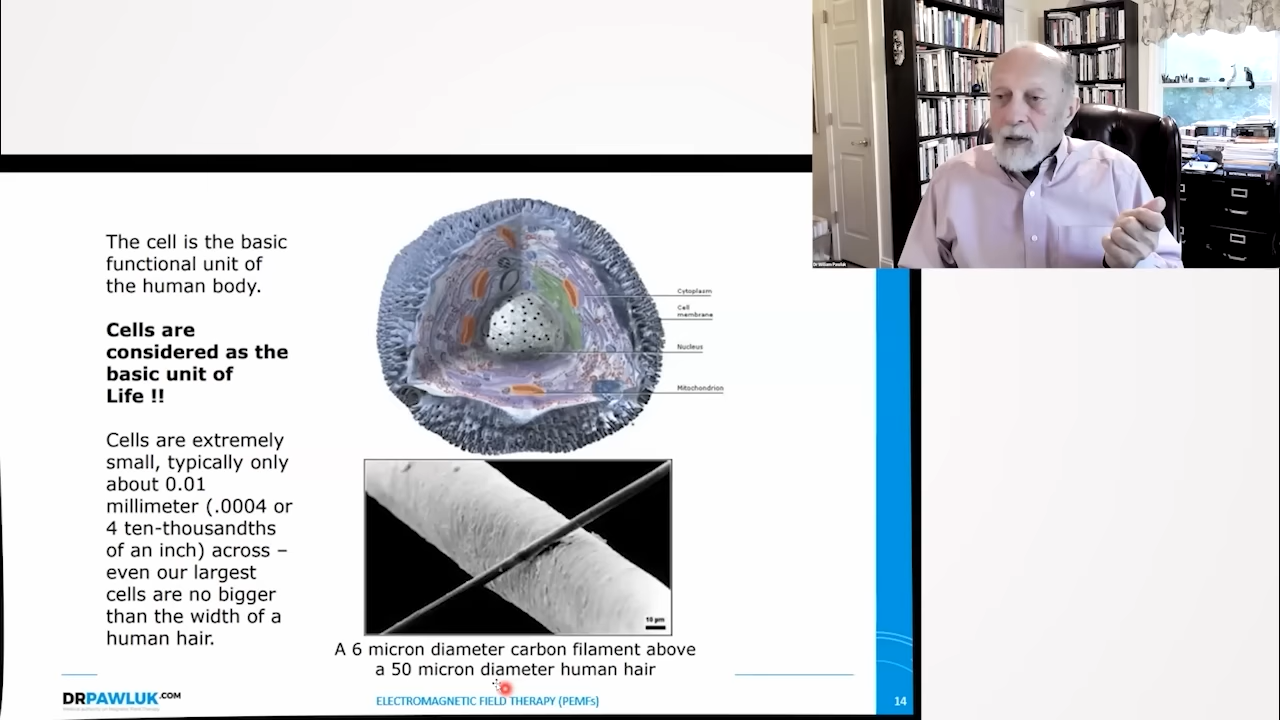 The cell is the basic
functional unit of
the human body.
Cells are
considered as the
basic unit of
Life !!
Cells are extremely
small, typically only
about 0.01
millimeter (.0004 or
4 ten-thousandths
of an inch) across –
even our largest
cells are no bigger
than the width of a
human hair.
Cytoplasm
Cell
membrane
Nucleus
Mitochondrion
10 µm
A 6 micron diameter carbon filament above
a 50 micron diameter human hair
DRPAWLUK.COM
ELECTROMAGNETIC FIELD THERAPY (PEMFs)
14
Dr William Pawluk